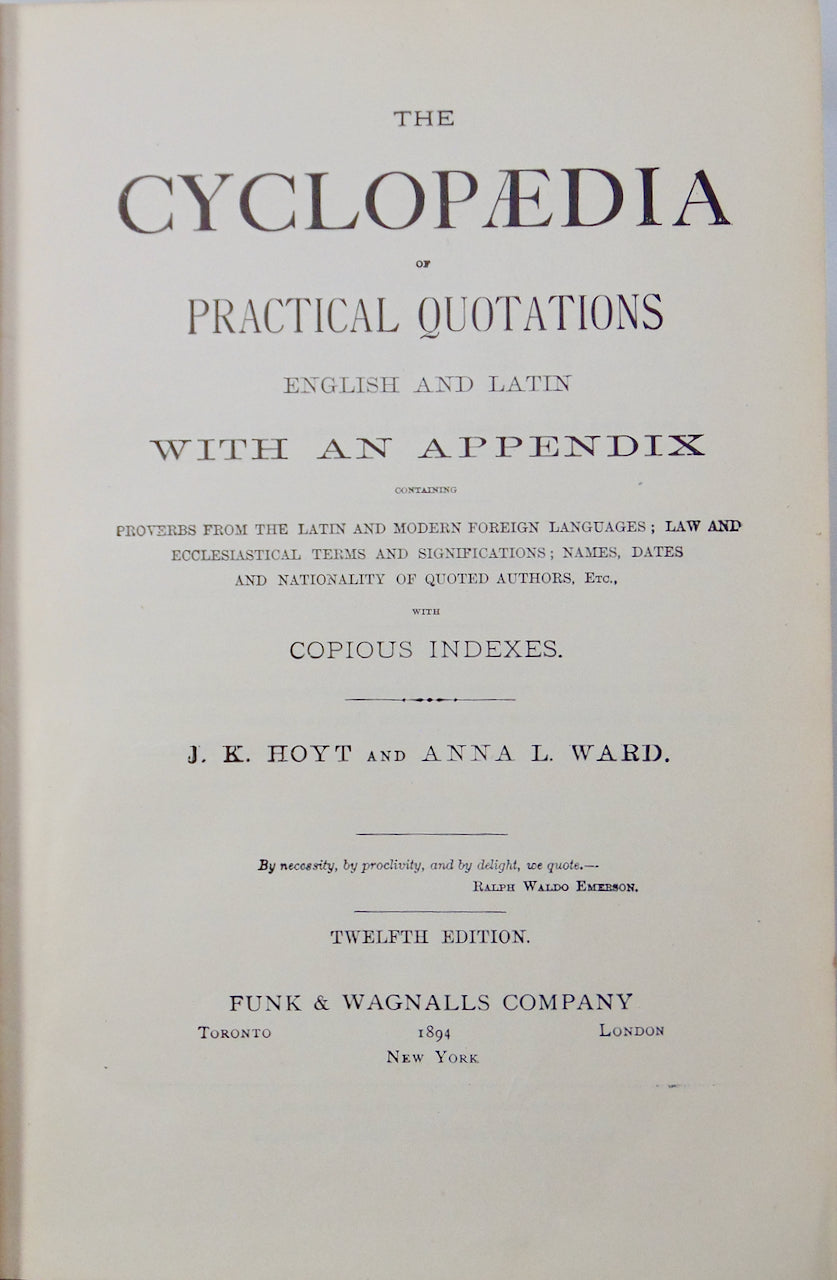 THE
CYCLOPÆDIA
OF
PRACTICAL QUOTATIONS
ENGLISH AND LATIN
WITH AN APPENDIX
CONTAINING
PROVERBS FROM THE LATIN AND MODERN FOREIGN LANGUAGES; LAW AND
ECCLESIASTICAL TERMS AND SIGNIFICATIONS; NAMES, DATES
AND NATIONALITY OF QUOTED AUTHORS, ETC.,
WITH
COPIOUS INDEXES.
J. K. HOYT AND ANNA L. WARD.
By necessity, by proclivity, and by delight, we quote.—
RALPH WALDO EMERSON.
TWELFTH EDITION.
FUNK & WAGNALLS COMPANY
TORONTO 1894 LONDON
NEW YORK